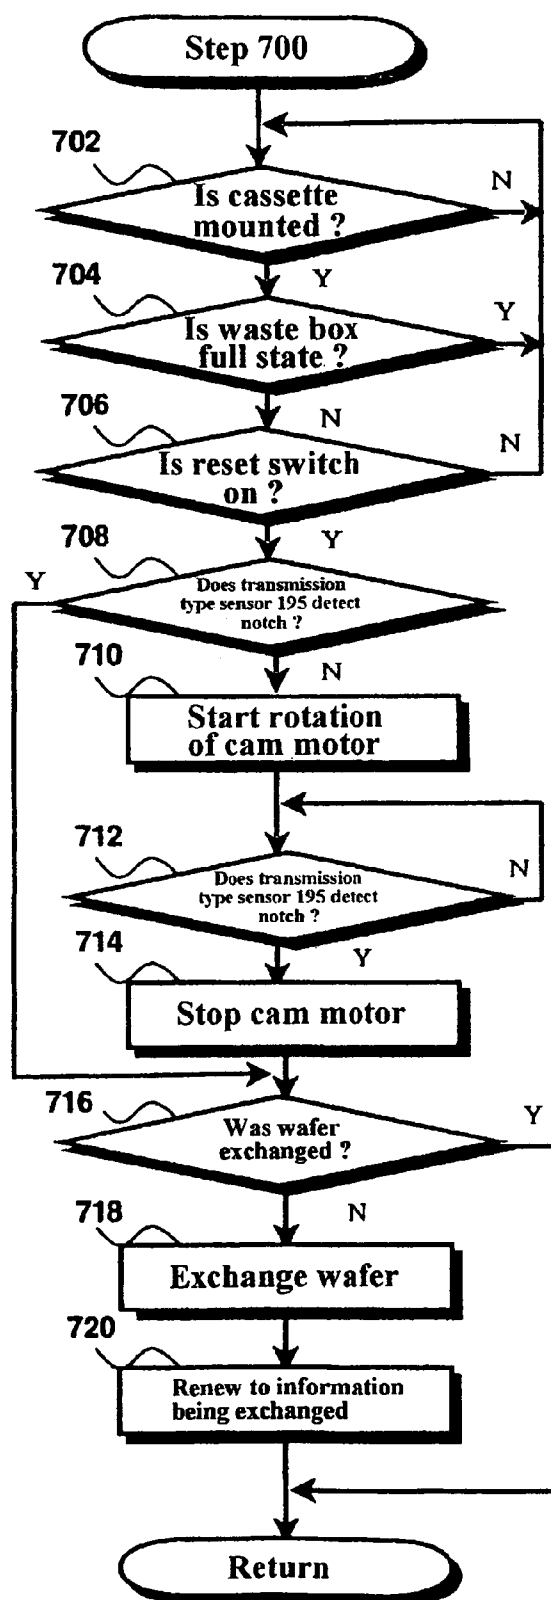 Step 700
702
Is cassette
mounted ?
N
Y
704
Is waste box
full state ?
Y
N
706
Is reset switch
on ?
N
Y
708
Y
Does transmission
type sensor 195 detect
notch ?
N
710
Start rotation
of cam motor
712
Does transmission
type sensor 195 detect
notch ?
N
Y
714
Stop cam motor
716
Was wafer
exchanged ?
Y
N
718
Exchange wafer
720
Renew to information
being exchanged
Return